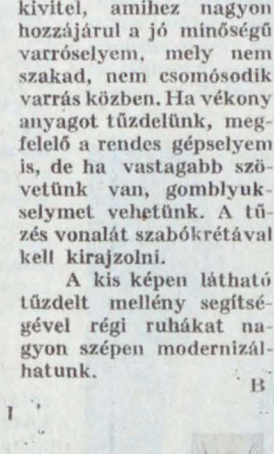 kivitel, amihez nagyon
hozzájárul a jó minőségű
varróselyem, mely nem
szakad, nem csomósodik
varrás közben. Ha vékony
anyagot tűzdelünk, meg-
felelő a rendes gépselyem
is, de ha vastagabb szö-
vetünk van, gomblyuk-
selymet vehetünk. A tű-
zés vonalát szabókrétával
kell kirajzolni.
A kis képen látható
tűzdelt mellény segítsé-
gével régi ruhákat na-
gyon szépen modernizál-
hatunk.
B
I